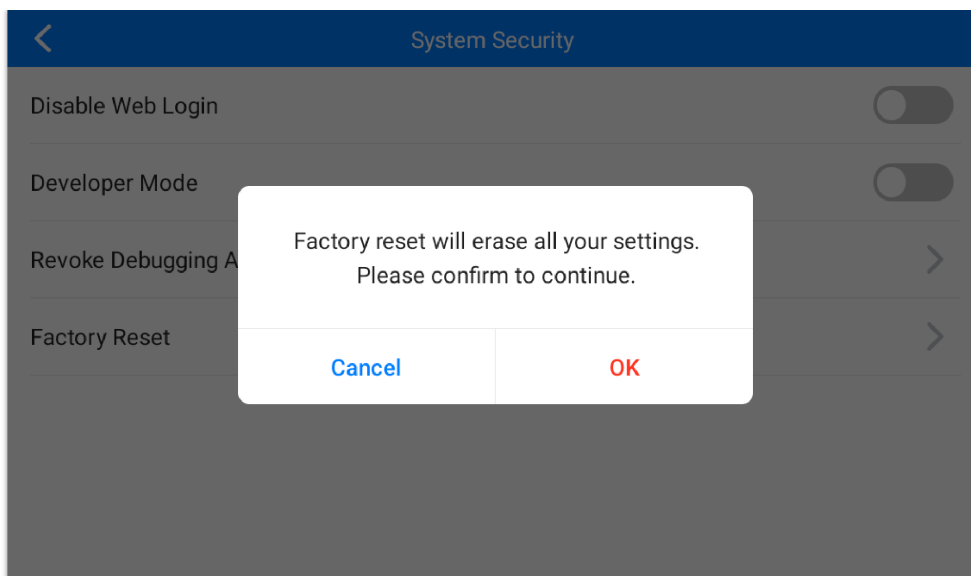 System Security
Disable Web Login
Developer Mode
Revoke Debugging A
Factory Reset
Factory reset will erase all your settings.
Please confirm to continue.
Cancel
OK